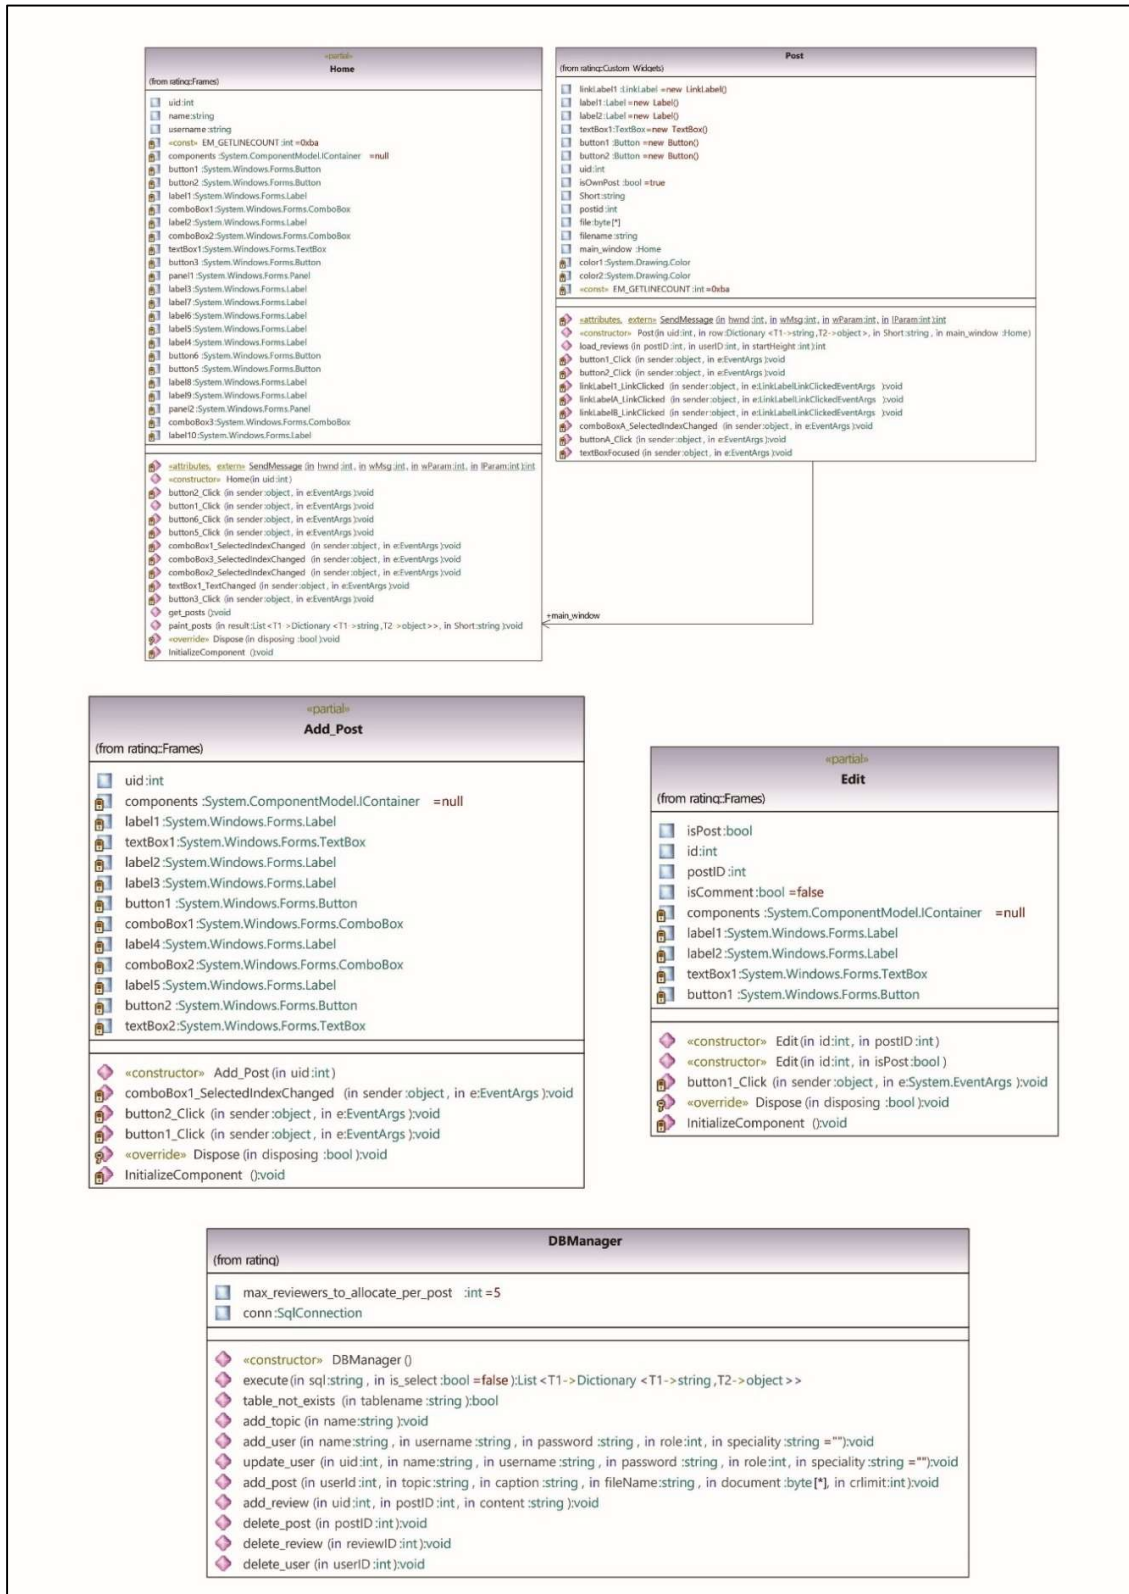 «partial»
Home
(from rating::Frames)
uid:int
name:string
username:string
«const» EM_GETLINECOUNT:int =0xba
components :System.ComponentModel.IContainer =null
button1 :System.Windows.Forms.Button
button2 :System.Windows.Forms.Button
label1:System.Windows.Forms.Label
comboBox1:System.Windows.Forms.ComboBox
label2:System.Windows.Forms.Label
comboBox2:System.Windows.Forms.ComboBox
textBox1:System.Windows.Forms.TextBox
button3 :System.Windows.Forms.Button
panel1:System.Windows.Forms.Panel
label3:System.Windows.Forms.Label
label7:System.Windows.Forms.Label
label6:System.Windows.Forms.Label
label5:System.Windows.Forms.Label
label4:System.Windows.Forms.Label
button6 :System.Windows.Forms.Button
button5 :System.Windows.Forms.Button
label8:System.Windows.Forms.Label
label9:System.Windows.Forms.Label
panel2:System.Windows.Forms.Panel
comboBox3:System.Windows.Forms.ComboBox
label10:System.Windows.Forms.Label
«attributes, extern» SendMessage (in hwnd:int, in wMsg:int, in wParam:int, in lParam:int):int
«constructor» Home(in uid:int)
button2_Click (in sender:object, in e:EventArgs ):void
button1_Click (in sender:object, in e:EventArgs ):void
button6_Click (in sender:object, in e:EventArgs ):void
button5_Click (in sender:object, in e:EventArgs ):void
comboBox1_SelectedIndexChanged (in sender:object, in e:EventArgs ):void
comboBox3_SelectedIndexChanged (in sender:object, in e:EventArgs ):void
comboBox2_SelectedIndexChanged (in sender:object, in e:EventArgs ):void
textBox1_TextChanged (in sender:object, in e:EventArgs ):void
button3_Click (in sender:object, in e:EventArgs ):void
get_posts ():void
paint_posts (in result:List <T1->Dictionary <T1->string,T2->object>>, in Short:string ):void
«override» Dispose (in disposing :bool):void
InitializeComponent ():void
Post
(from rating::Custom Widgets)
linkLabel1 :LinkLabel =new LinkLabel()
label1:Label =new Label()
label2:Label =new Label()
textBox1:TextBox =new TextBox()
button1 :Button =new Button()
button2 :Button =new Button()
uid:int
isOwnPost :bool =true
Short:string
postid :int
file:byte[*]
filename:string
main_window :Home
color1:System.Drawing.Color
color2:System.Drawing.Color
«const» EM_GETLINECOUNT:int =0xba
«attributes, extern» SendMessage (in hwnd:int, in wMsg:int, in wParam:int, in lParam:int):int
«constructor» Post(in uid:int, in row:Dictionary <T1->string,T2->object>, in Short:string, in main_window :Home)
load_reviews (in postID:int, in userID:int, in startHeight:int):int
button1_Click (in sender:object, in e:EventArgs ):void
button2_Click (in sender:object, in e:EventArgs ):void
linkLabel1_LinkClicked (in sender:object, in e:LinkLabelLinkClickedEventArgs ):void
linkLabelA_LinkClicked (in sender:object, in e:LinkLabelLinkClickedEventArgs ):void
linkLabelB_LinkClicked (in sender:object, in e:LinkLabelLinkClickedEventArgs ):void
comboBoxA_SelectedIndexChanged (in sender:object, in e:EventArgs ):void
buttonA_Click (in sender:object, in e:EventArgs ):void
textBoxFocused (in sender:object, in e:EventArgs ):void
+main_window
«partial»
Add_Post
(from rating::Frames)
uid:int
components :System.ComponentModel.IContainer =null
label1:System.Windows.Forms.Label
textBox1:System.Windows.Forms.TextBox
label2:System.Windows.Forms.Label
label3:System.Windows.Forms.Label
button1 :System.Windows.Forms.Button
comboBox1:System.Windows.Forms.ComboBox
label4:System.Windows.Forms.Label
comboBox2:System.Windows.Forms.ComboBox
label5:System.Windows.Forms.Label
button2 :System.Windows.Forms.Button
textBox2:System.Windows.Forms.TextBox
«constructor» Add_Post (in uid:int)
comboBox1_SelectedIndexChanged (in sender:object, in e:EventArgs ):void
button2_Click (in sender:object, in e:EventArgs ):void
button1_Click (in sender:object, in e:EventArgs ):void
«override» Dispose (in disposing :bool):void
InitializeComponent ():void
«partial»
Edit
(from rating::Frames)
isPost:bool
id:int
postID:int
isComment:bool =false
components :System.ComponentModel.IContainer =null
label1:System.Windows.Forms.Label
label2:System.Windows.Forms.Label
textBox1:System.Windows.Forms.TextBox
button1 :System.Windows.Forms.Button
«constructor» Edit(in id:int, in postID:int)
«constructor» Edit(in id:int, in isPost:bool)
button1_Click (in sender:object, in e:System.EventArgs ):void
«override» Dispose (in disposing :bool):void
InitializeComponent ():void
DBManager
(from rating)
max_reviewers_to_allocate_per_post :int =5
conn:SqlConnection
«constructor» DBManager ()
execute(in sql:string, in is_select :bool =false):List <T1->Dictionary <T1->string,T2->object>>
table_not_exists (in tablename:string ):bool
add_topic (in name:string ):void
add_user (in name:string, in username :string, in password :string, in role:int, in speciality :string =""):void
update_user (in uid:int, in name:string, in username :string, in password :string, in role:int, in speciality :string =""):void
add_post (in userId:int, in topic:string, in caption :string, in fileName:string, in document :byte[*], in crlimit:int):void
add_review (in uid:int, in postID:int, in content :string ):void
delete_post (in postID:int):void
delete_review (in reviewID:int):void
delete_user (in userID:int):void